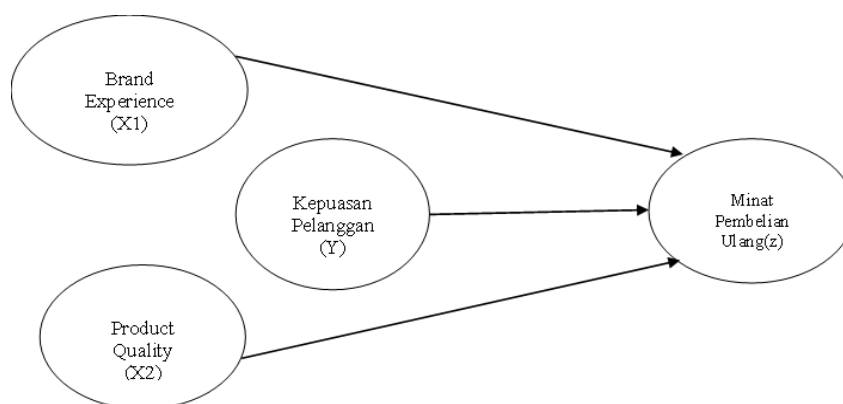 Brand
Experience
(X1)
Kepuasan
Pelanggan
(Y)
Minat
Pembelian
Ulang(z)
Product
Quality
(X2)